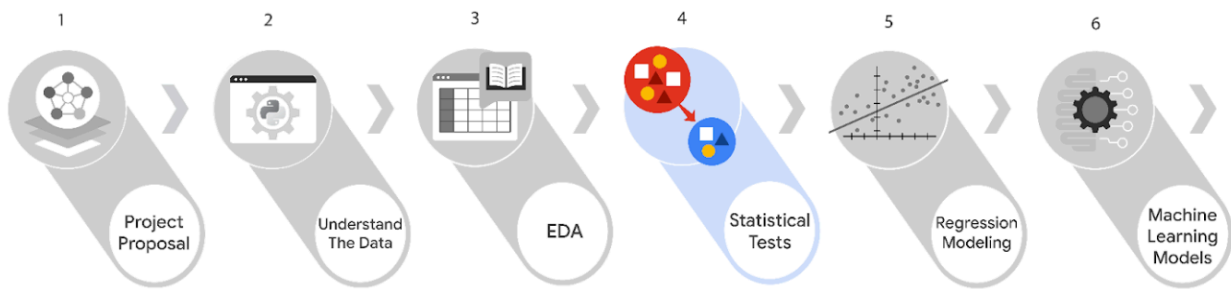 1
2
3
4
5
6
Project
Proposal
Understand
The Data
EDA
Statistical
Tests
Regression
Modeling
Machine
Learning
Models